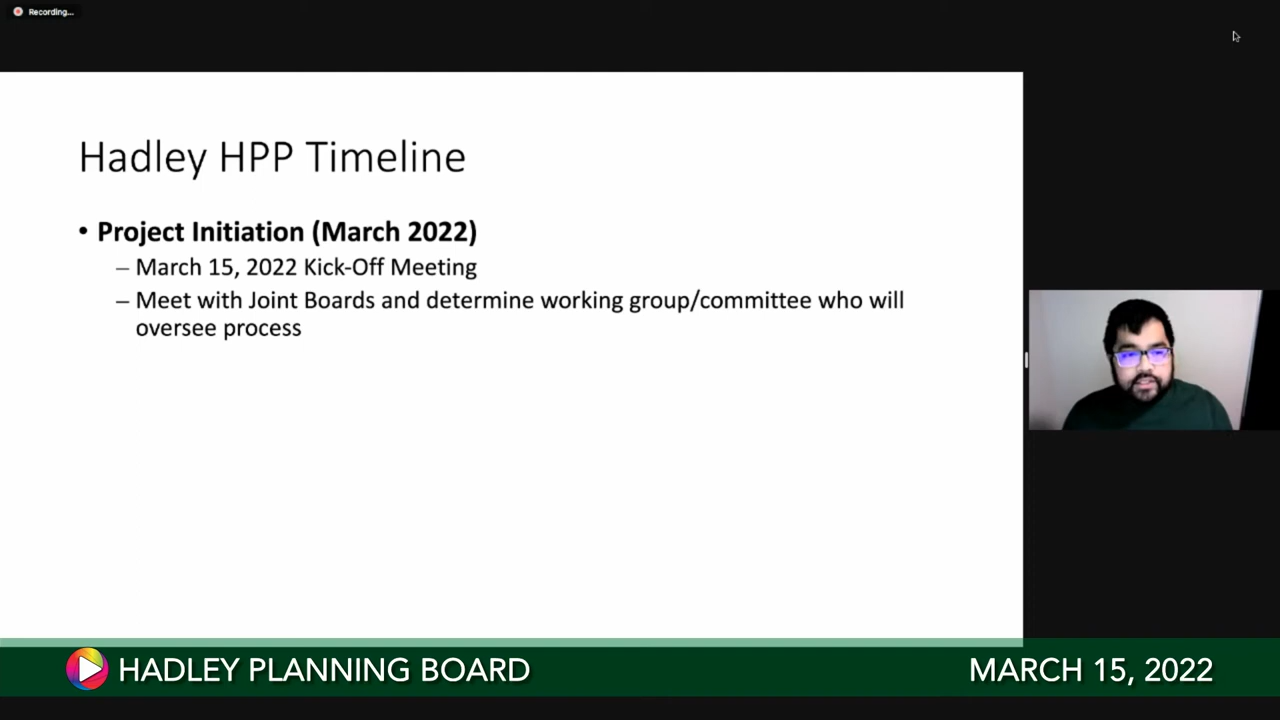 Recording...
Hadley HPP Timeline
• Project Initiation (March 2022)
– March 15, 2022 Kick-Off Meeting
– Meet with Joint Boards and determine working group/committee who will
oversee process
HADLEY PLANNING BOARD
MARCH 15, 2022